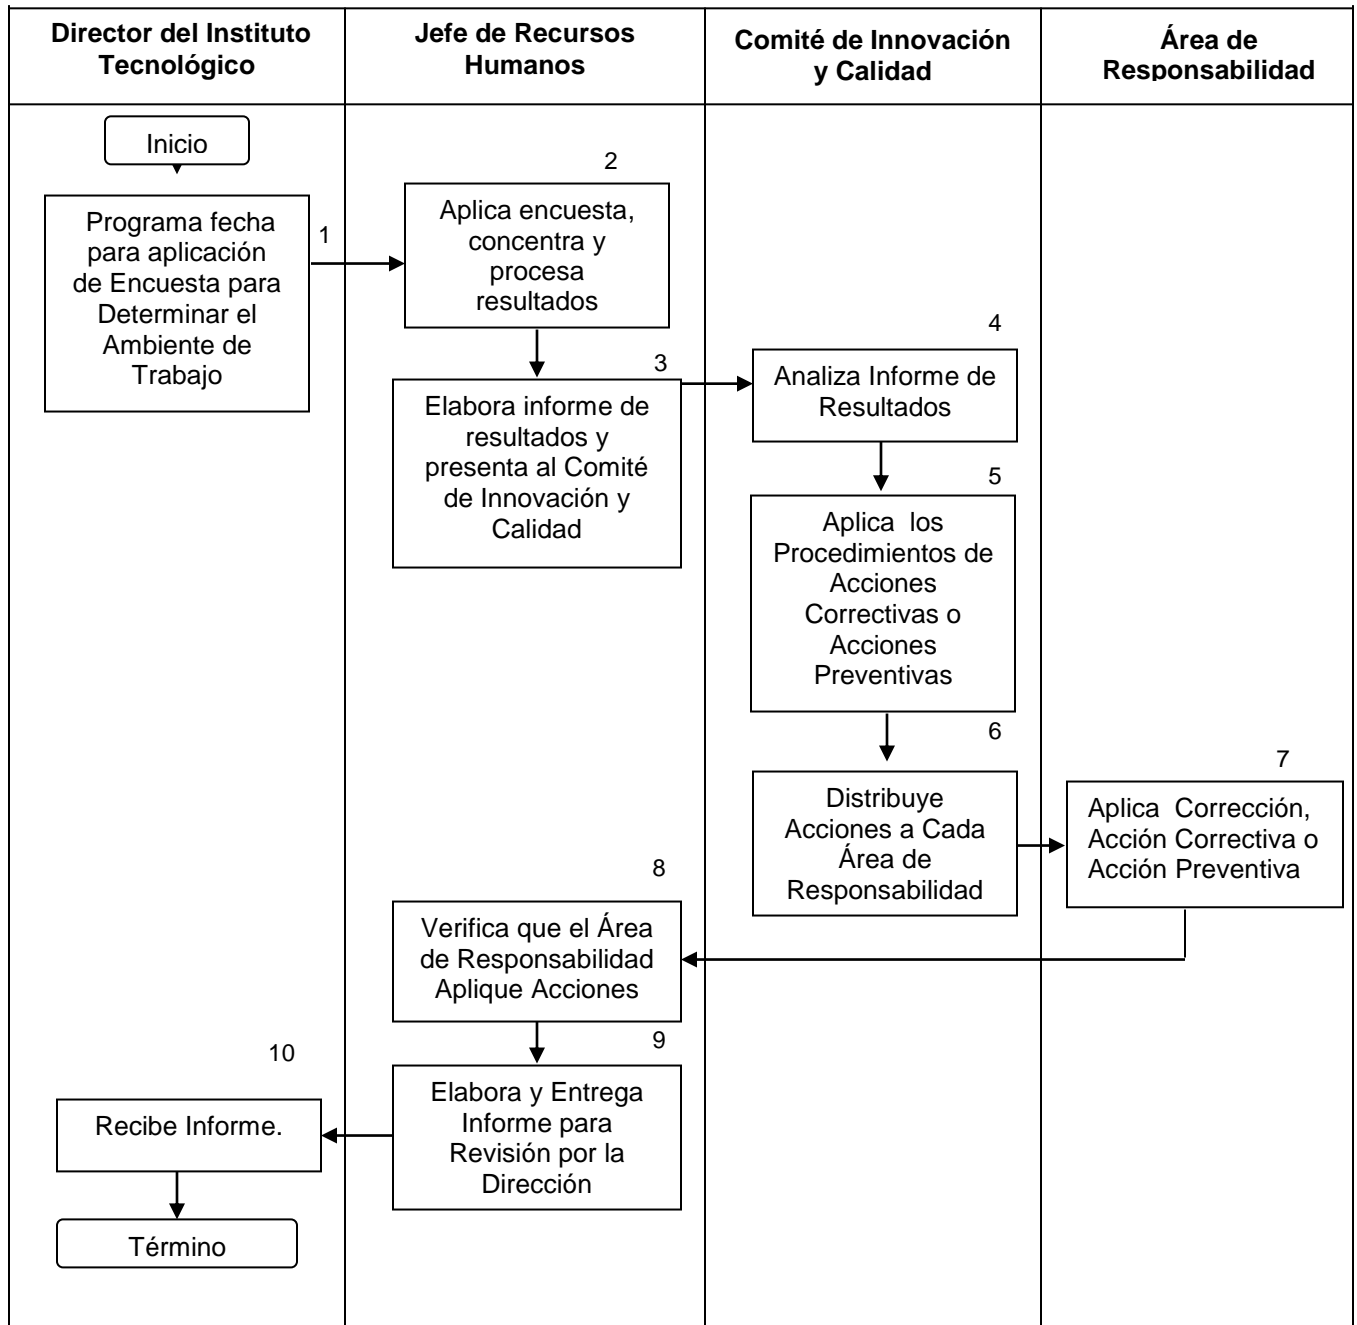 Director del Instituto
Tecnológico
Jefe de Recursos
Humanos
Comité de Innovación
y Calidad
Área de
Responsabilidad
Inicio
Programa fecha
para aplicación
de Encuesta para
Determinar el
Ambiente de
Trabajo
1
2
Aplica encuesta,
concentra y
procesa
resultados
3
Elabora informe de
resultados y
presenta al Comité
de Innovación y
Calidad
4
Analiza Informe de
Resultados
5
Aplica los
Procedimientos de
Acciones
Correctivas o
Acciones
Preventivas
6
Distribuye
Acciones a Cada
Área de
Responsabilidad
7
Aplica Corrección,
Acción Correctiva o
Acción Preventiva
8
Verifica que el Área
de Responsabilidad
Aplique Acciones
9
Elabora y Entrega
Informe para
Revisión por la
Dirección
10
Recibe Informe.
Término